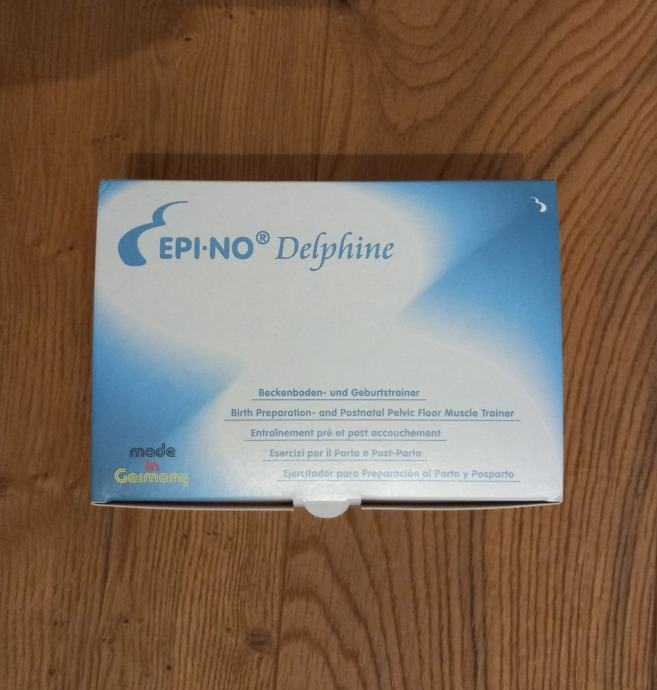 EPI·NO® Delphine
Beckenboden- und Geburtstrainer
Birth Preparation- and Postnatal Pelvic Floor Muscle Trainer
Entraînement pré et post accouchement
Esercizi per il Parto e Post-Parto
Ejercitador para Preparación al Parto y Posparto
made
in
Germany